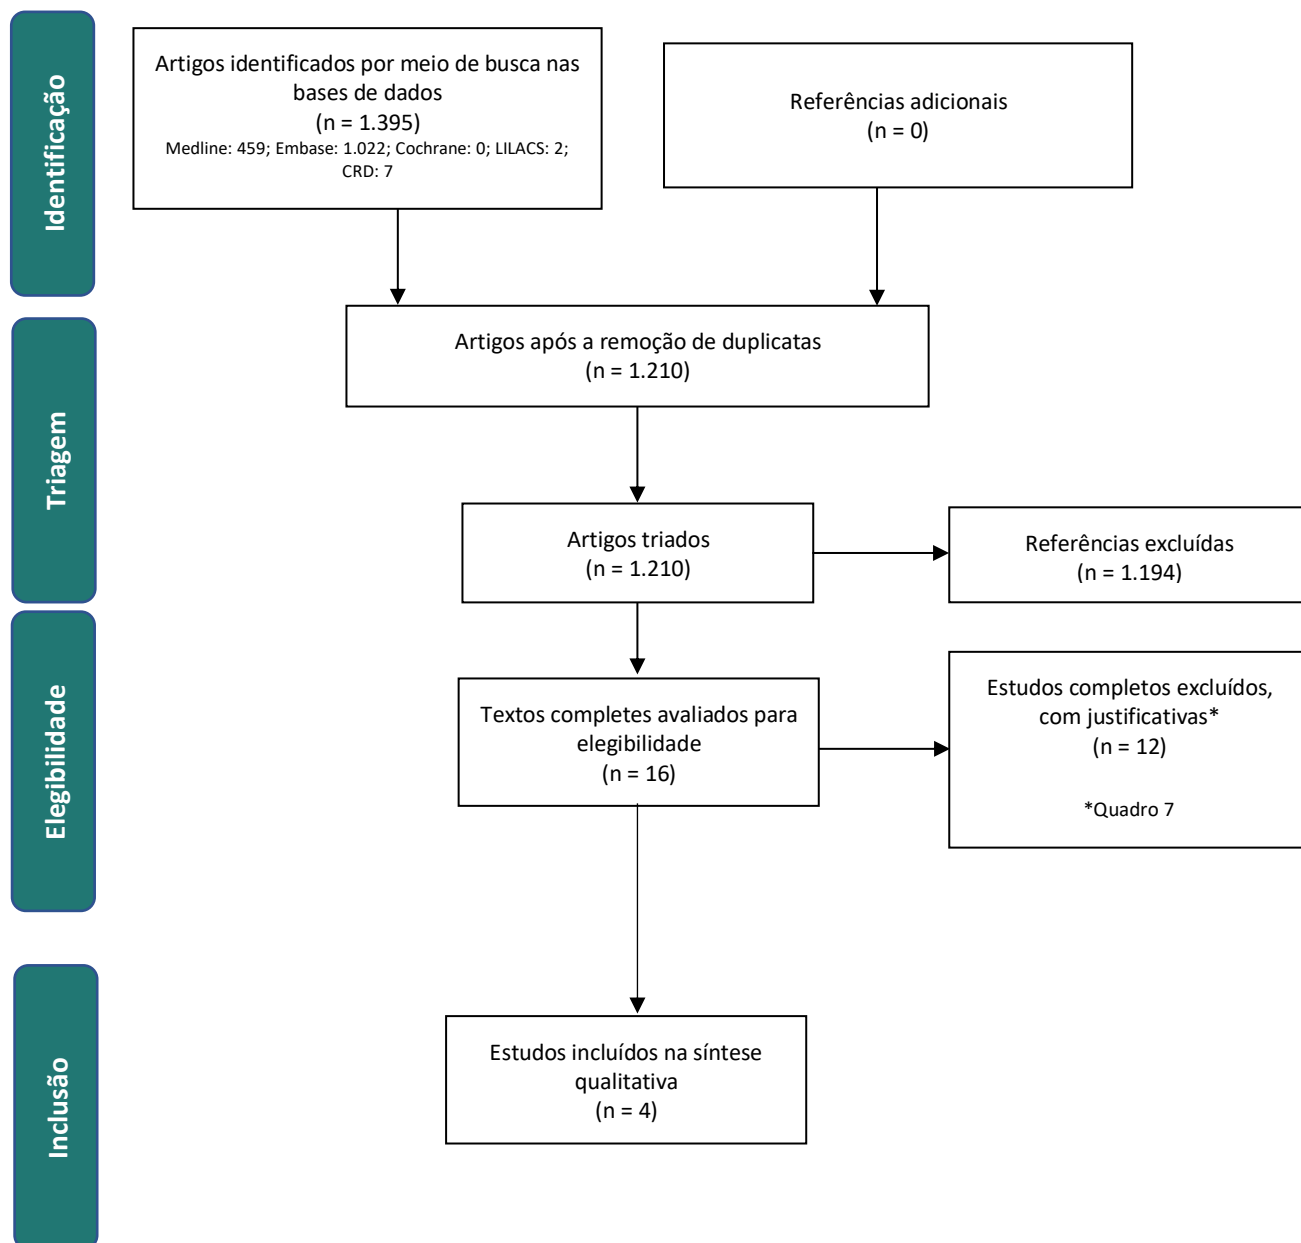 Identificação
Artigos identificados por meio de busca nas
bases de dados
(n = 1.395)
Medline: 459; Embase: 1.022; Cochrane: 0; LILACS: 2;
CRD: 7
Referências adicionais
(n = 0)
Triagem
Artigos após a remoção de duplicatas
(n = 1.210)
Artigos triados
(n = 1.210)
Referências excluídas
(n = 1.194)
Elegibilidade
Textos completes avaliados para
elegibilidade
(n = 16)
Estudos completos excluídos,
com justificativas*
(n = 12)
*Quadro 7
Inclusão
Estudos incluídos na síntese
qualitativa
(n = 4)